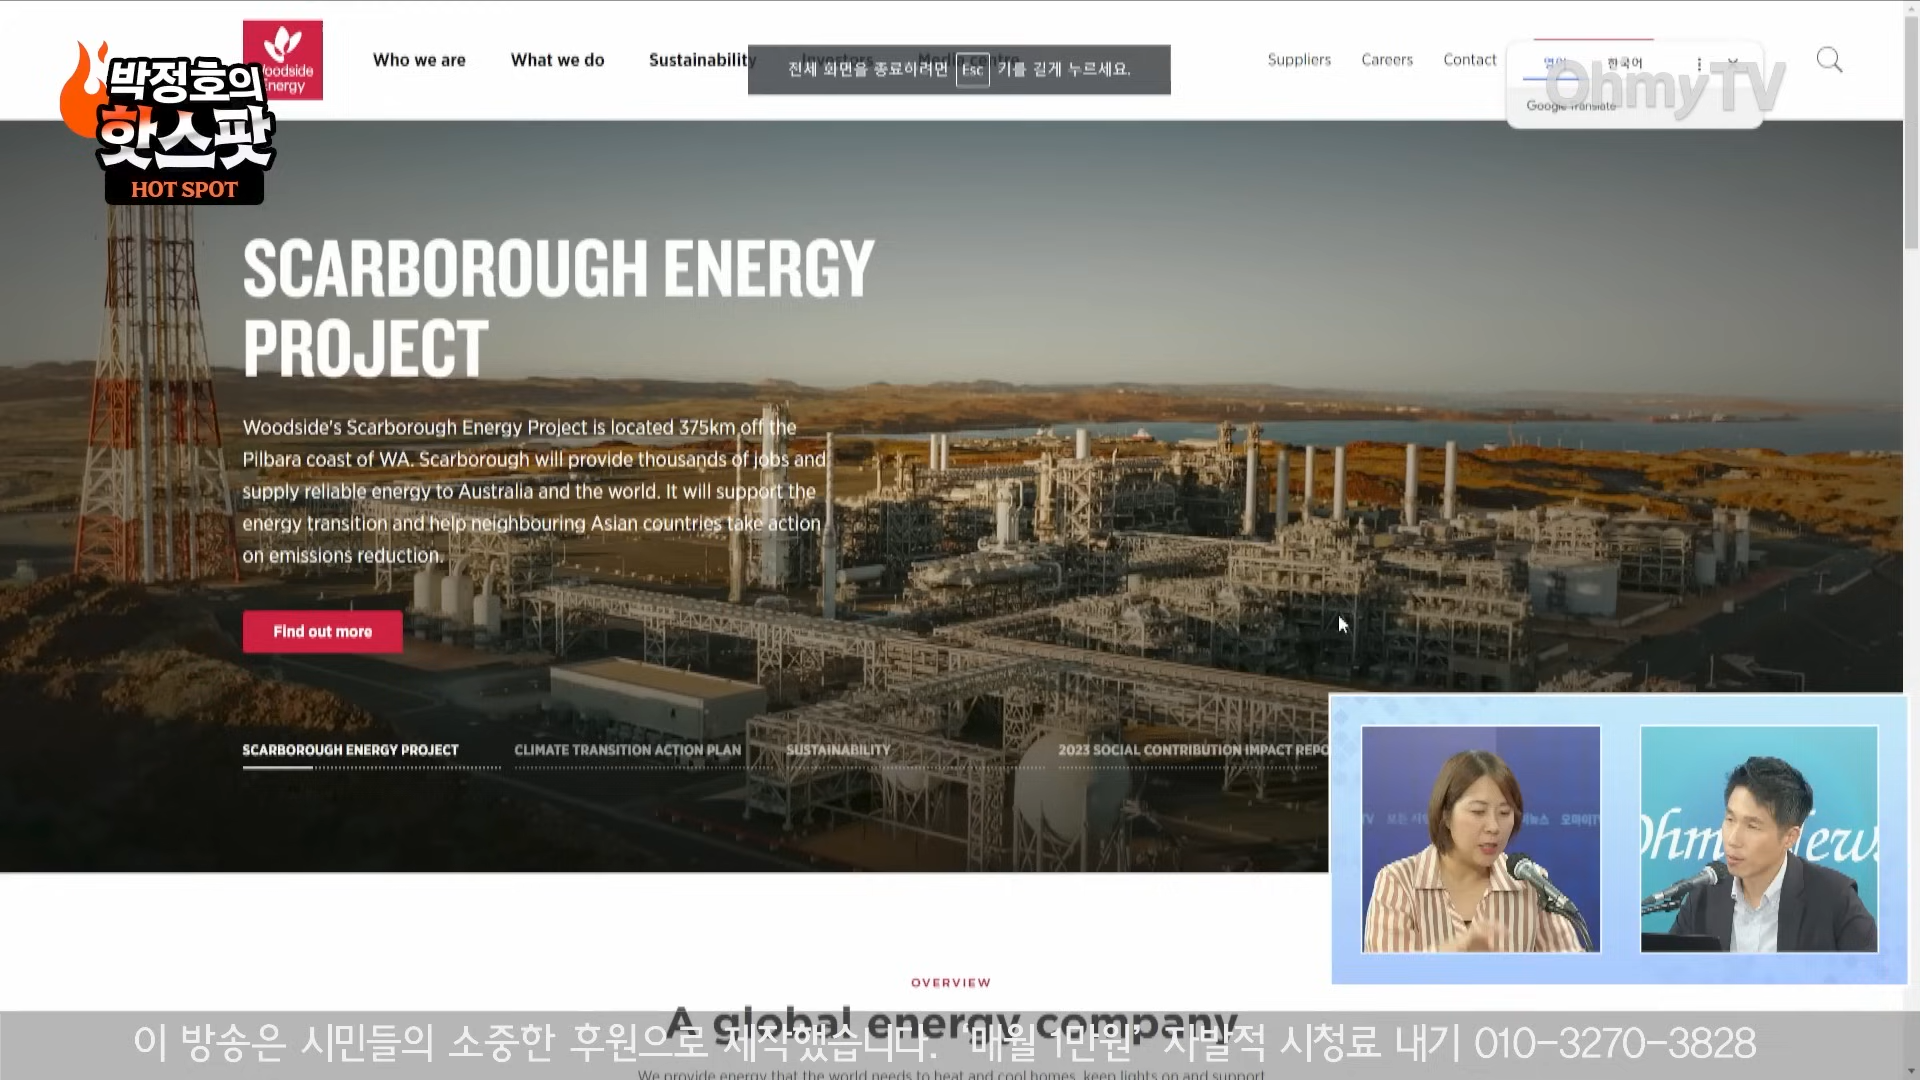 박정호의
핫스팟
HOT SPOT
Woodside
Energy
Who we are
What we do
Sustainability
Investors
Media centre
전체 화면을 종료하려면 Esc 키를 길게 누르세요.
Suppliers
Careers
Contact
영어
한국어
Google Translate
OhmyTV
SCARBOROUGH ENERGY
PROJECT
Woodside's Scarborough Energy Project is located 375km off the
Pilbara coast of WA. Scarborough will provide thousands of jobs and
supply reliable energy to Australia and the world. It will support the
energy transition and help neighbouring Asian countries take action
on emissions reduction.
Find out more
SCARBOROUGH ENERGY PROJECT
CLIMATE TRANSITION ACTION PLAN
SUSTAINABILITY
2023 SOCIAL CONTRIBUTION IMPACT REPO
OVERVIEW
A global energy company
We provide energy that the world needs to heat and cool homes, keep lights on and support
이 방송은 시민들의 소중한 후원으로 제작했습니다. '매월 1만원' 자발적 시청료 내기 010-3270-3828